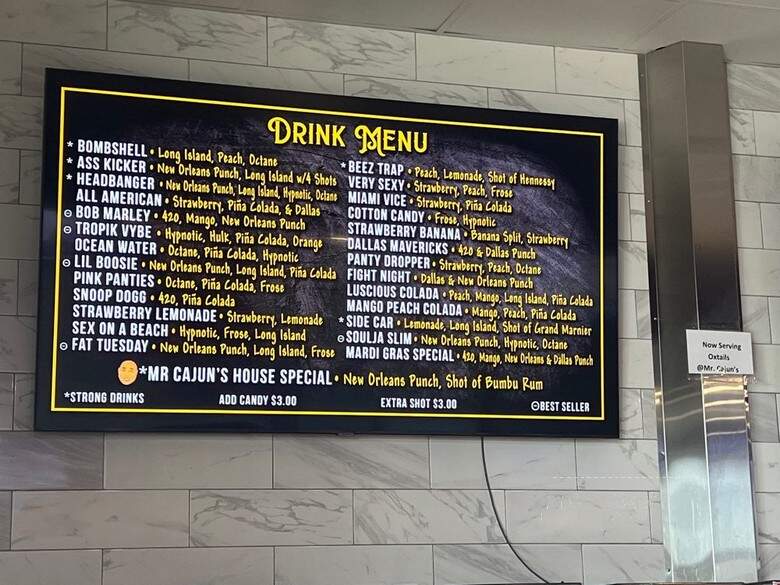 DRINK MENU
* BOMBSHELL • Long Island, Peach, Octane
* ASS KICKER • New Orleans Punch, Long Island w/4 Shots
* HEADBANGER • New Orleans Punch, Long Island, Hypnotic, Octane
ALL AMERICAN • Strawberry, Piña Colada, & Dallas
⊖ BOB MARLEY • 420, Mango, New Orleans Punch
⊖ TROPIK VYBE • Hypnotic, Hulk, Piña Colada, Orange
OCEAN WATER • Octane, Piña Colada, Hypnotic
⊖ LIL BOOSIE • New Orleans Punch, Long Island, Piña Colada
PINK PANTIES • Octane, Piña Colada, Frose
SNOOP DOGG • 420, Piña Colada
STRAWBERRY LEMONADE • Strawberry, Lemonade
SEX ON A BEACH • Hypnotic, Frose, Long Island
⊖ FAT TUESDAY • New Orleans Punch, Long Island, Frose
* BEEZ TRAP • Peach, Lemonade, Shot of Hennessy
VERY SEXY • Strawberry, Peach, Frose
MIAMI VICE • Strawberry, Piña Colada
COTTON CANDY • Frose, Hypnotic
STRAWBERRY BANANA • Banana Split, Strawberry
DALLAS MAVERICKS • 420 & Dallas Punch
PANTY DROPPER • Strawberry, Peach, Octane
FIGHT NIGHT • Dallas & New Orleans Punch
LUSCIOUS COLADA • Peach, Mango, Long Island, Piña Colada
MANGO PEACH COLADA • Mango, Peach, Piña Colada
* SIDE CAR • Lemonade, Long Island, Shot of Grand Marnier
⊖ SOULJA SLIM • New Orleans Punch, Hypnotic, Octane
MARDI GRAS SPECIAL • 420, Mango, New Orleans & Dallas Punch
*MR CAJUN'S HOUSE SPECIAL • New Orleans Punch, Shot of Bumbu Rum
*STRONG DRINKS
ADD CANDY $3.00
EXTRA SHOT $3.00
⊖BEST SELLER
Now Serving
Oxtails
@Mr. Cajun's